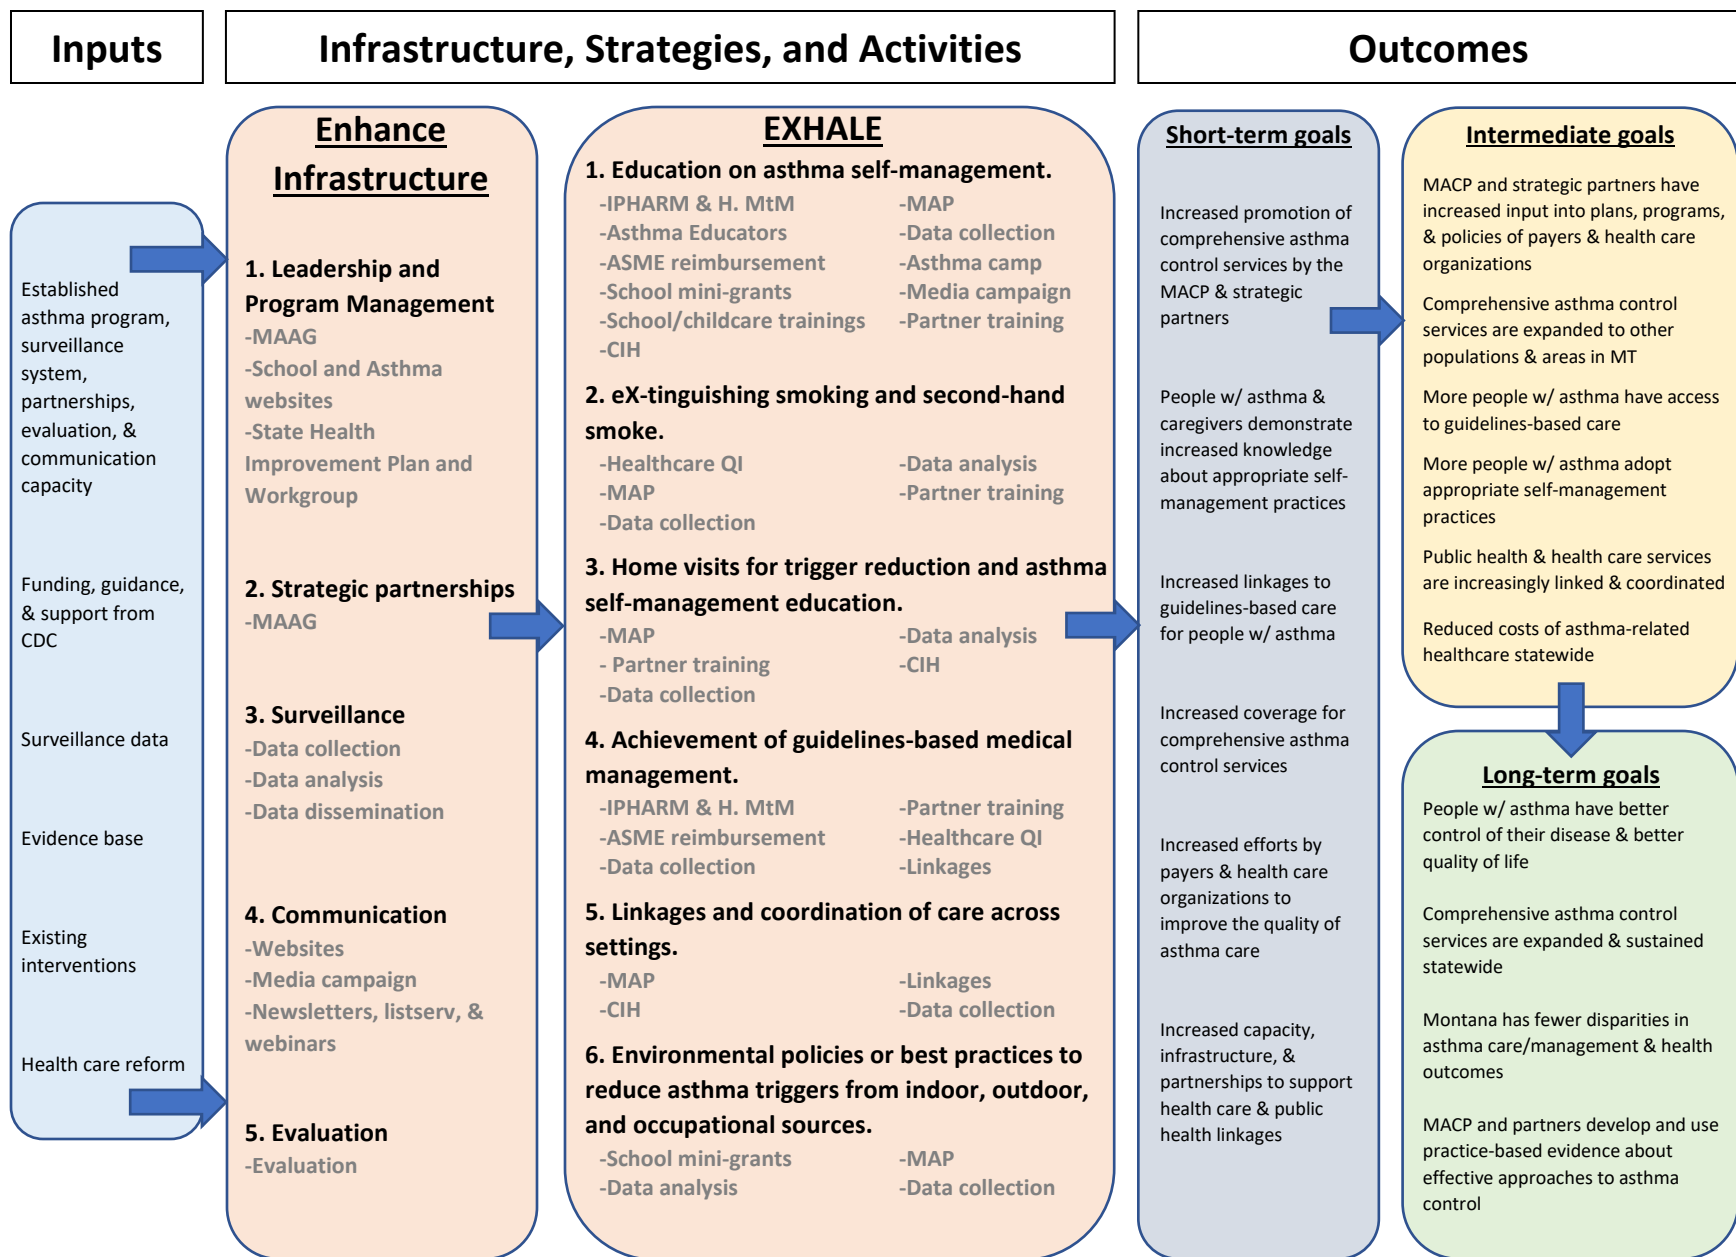 Inputs
Infrastructure, Strategies, and Activities
Outcomes
Established
asthma program,
surveillance
system,
partnerships,
evaluation, &
communication
capacity
Funding, guidance,
& support from
CDC
Surveillance data
Evidence base
Existing
interventions
Health care reform
Enhance
Infrastructure
1. Leadership and
Program Management
-MAAG
-School and Asthma
websites
-State Health
Improvement Plan and
Workgroup
2. Strategic partnerships
-MAAG
3. Surveillance
-Data collection
-Data analysis
-Data dissemination
4. Communication
-Websites
-Media campaign
-Newsletters, listserv, &
webinars
5. Evaluation
-Evaluation
EXHALE
1. Education on asthma self-management.
-IPHARM & H. MtM
-Asthma Educators
-ASME reimbursement
-School mini-grants
-School/childcare trainings
-CIH
-MAP
-Data collection
-Asthma camp
-Media campaign
-Partner training
2. eX-tinguishing smoking and second-hand
smoke.
-Healthcare QI
-MAP
-Data collection
-Data analysis
-Partner training
3. Home visits for trigger reduction and asthma
self-management education.
-MAP
- Partner training
-Data collection
-Data analysis
-CIH
4. Achievement of guidelines-based medical
management.
-IPHARM & H. MtM
-ASME reimbursement
-Data collection
-Partner training
-Healthcare QI
-Linkages
5. Linkages and coordination of care across
settings.
-MAP
-CIH
-Linkages
-Data collection
6. Environmental policies or best practices to
reduce asthma triggers from indoor, outdoor,
and occupational sources.
-School mini-grants
-Data analysis
-MAP
-Data collection
Short-term goals
Increased promotion of
comprehensive asthma
control services by the
MACP & strategic
partners
People w/ asthma &
caregivers demonstrate
increased knowledge
about appropriate self-
management practices
Increased linkages to
guidelines-based care
for people w/ asthma
Increased coverage for
comprehensive asthma
control services
Increased efforts by
payers & health care
organizations to
improve the quality of
asthma care
Increased capacity,
infrastructure, &
partnerships to support
health care & public
health linkages
Intermediate goals
MACP and strategic partners have
increased input into plans, programs,
& policies of payers & health care
organizations
Comprehensive asthma control
services are expanded to other
populations & areas in MT
More people w/ asthma have access
to guidelines-based care
More people w/ asthma adopt
appropriate self-management
practices
Public health & health care services
are increasingly linked & coordinated
Reduced costs of asthma-related
healthcare statewide
Long-term goals
People w/ asthma have better
control of their disease & better
quality of life
Comprehensive asthma control
services are expanded & sustained
statewide
Montana has fewer disparities in
asthma care/management & health
outcomes
MACP and partners develop and use
practice-based evidence about
effective approaches to asthma
control